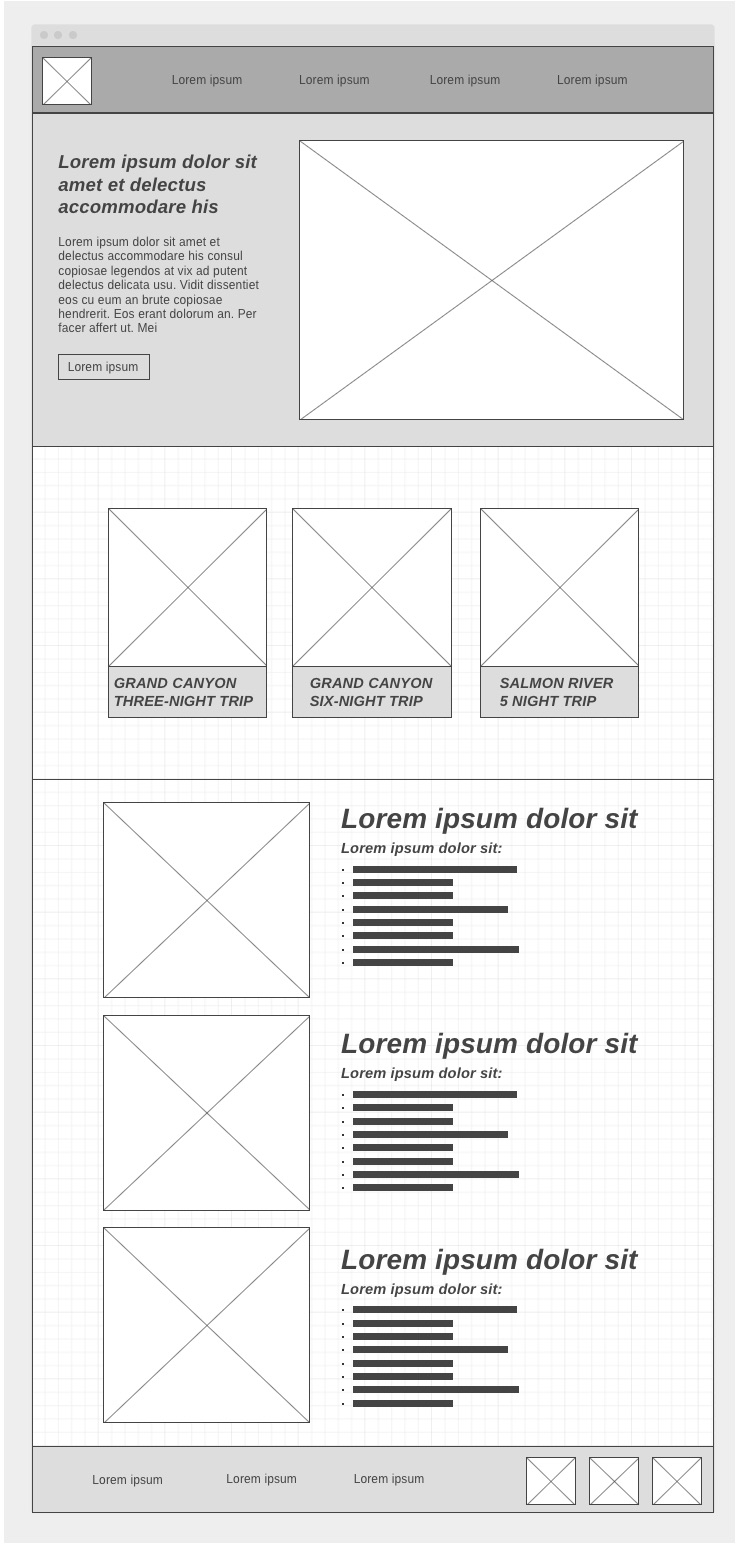 Lorem ipsum
Lorem ipsum
Lorem ipsum
Lorem ipsum
Lorem ipsum dolor sit
amet et delectus
accommodare his
Lorem ipsum dolor sit amet et
delectus accommodare his consul
copiosae legendos at vix ad putent
delectus delicata usu. Vidit dissentiet
eos cu eum an brute copiosae
hendrerit. Eos erant dolorum an. Per
facer affert ut. Mei
Lorem ipsum
GRAND CANYON
THREE-NIGHT TRIP
GRAND CANYON
SIX-NIGHT TRIP
SALMON RIVER
5 NIGHT TRIP
Lorem ipsum dolor sit
Lorem ipsum dolor sit:
Lorem ipsum dolor sit
Lorem ipsum dolor sit:
Lorem ipsum dolor sit
Lorem ipsum dolor sit:
Lorem ipsum
Lorem ipsum
Lorem ipsum